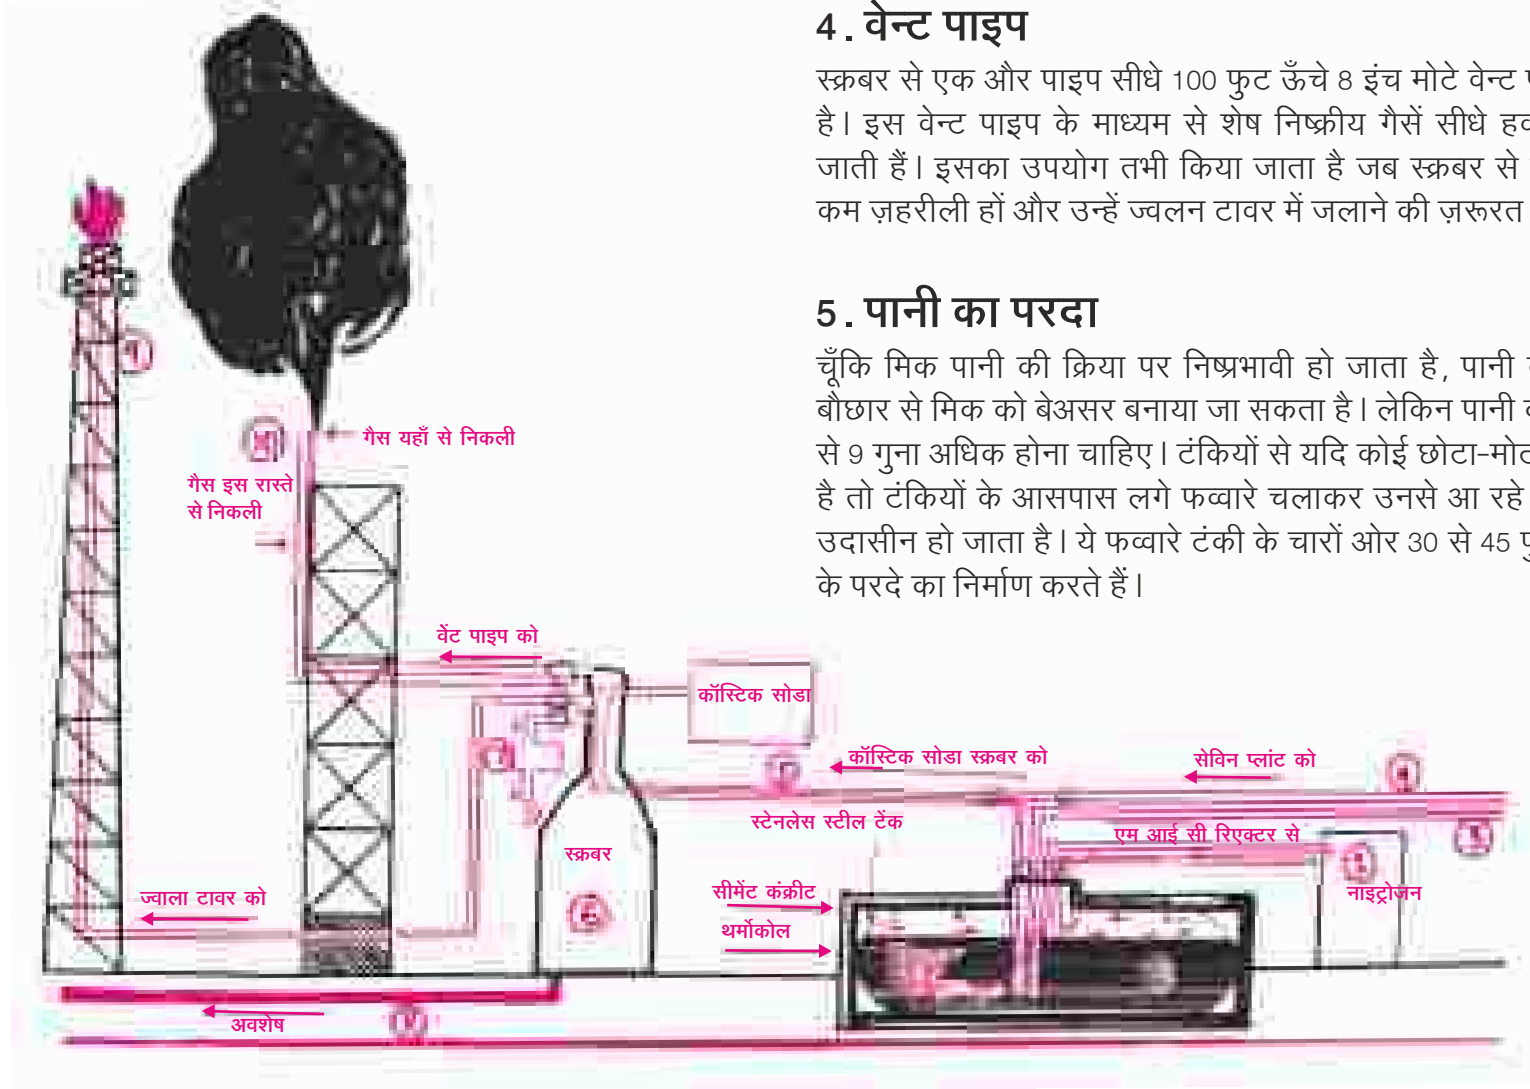 4. वेन्ट पाइप
स्क्रबर से एक और पाइप सीधे 100 फुट ऊँचे 8 इंच मोटे वेन्ट
है। इस वेन्ट पाइप के माध्यम से शेष निष्क्रीय गैसें सीधे
जाती हैं। इसका उपयोग तभी किया जाता है जब स्क्रबर से
कम ज़हरीली हों और उन्हें ज्वलन टावर में जलाने की ज़रूरत
5. पानी का परदा
चूँकि मिक पानी की क्रिया पर निष्प्रभावी हो जाता है, पानी
बौछार से मिक को बेअसर बनाया जा सकता है। लेकिन पानी
से 9 गुना अधिक होना चाहिए। टंकियों से यदि कोई छोटा-मोटा
है तो टंकियों के आसपास लगे फव्वारे चलाकर उनसे आ रहे
उदासीन हो जाता है। ये फव्वारे टंकी के चारों ओर 30 से 45
के परदे का निर्माण करते हैं।
गैस यहाँ से निकली
गैस इस रास्ते
से निकली
वेंट पाइप को
कॉस्टिक सोडा
कॉस्टिक सोडा स्क्रबर को
सेविन प्लांट को
स्टेनलेस स्टील टेंक
एम आई सी रिएक्टर से
स्क्रबर
सीमेंट कंक्रीट
नाइट्रोजन
ज्वाला टावर को
थर्मोकोल
अवशेष